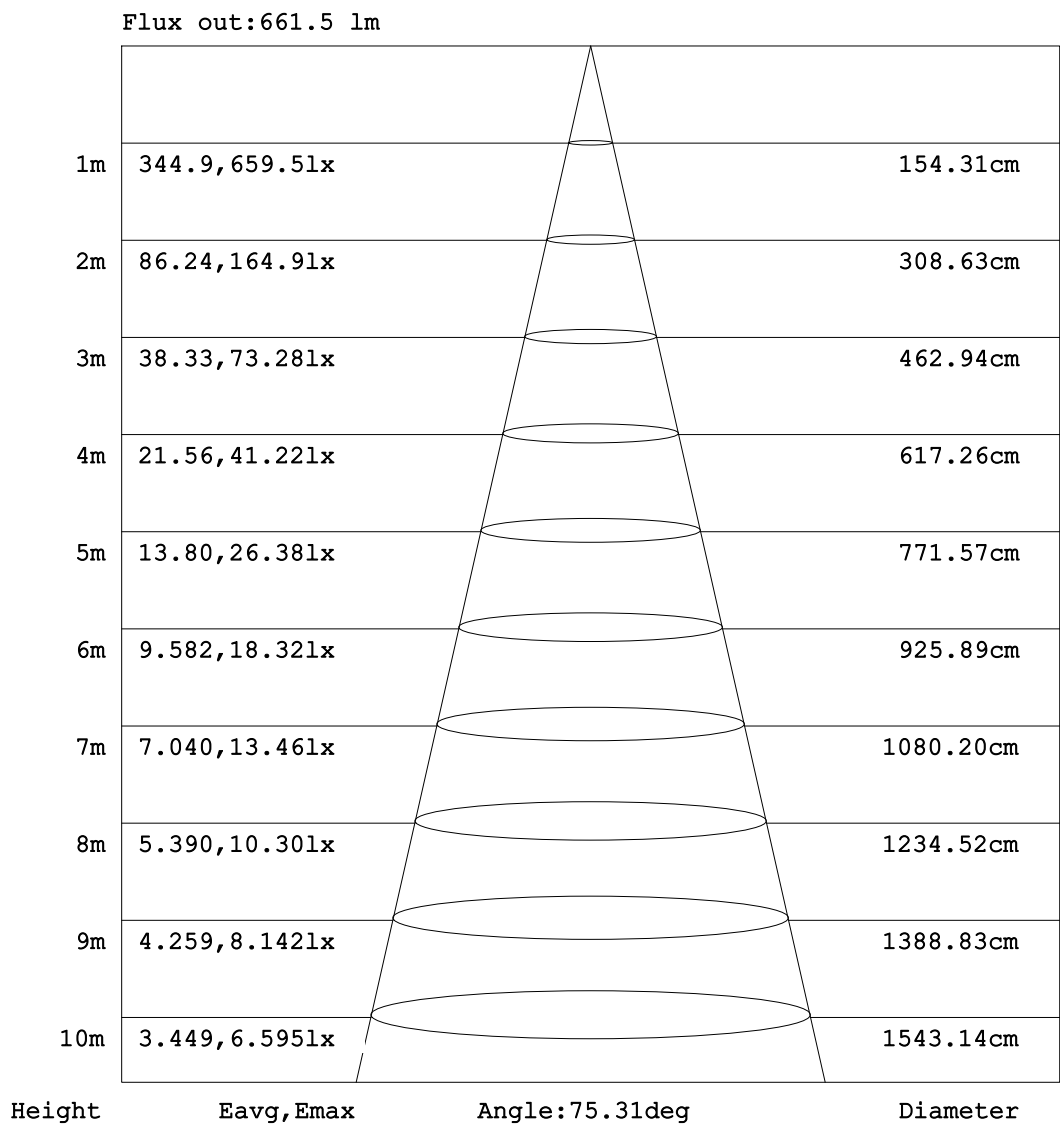 Flux out:661.5 lm
1m 344.9,659.5lx 154.31cm
2m 86.24,164.9lx 308.63cm
3m 38.33,73.28lx 462.94cm
4m 21.56,41.22lx 617.26cm
5m 13.80,26.38lx 771.57cm
6m 9.582,18.32lx 925.89cm
7m 7.040,13.46lx 1080.20cm
8m 5.390,10.30lx 1234.52cm
9m 4.259,8.142lx 1388.83cm
10m 3.449,6.595lx 1543.14cm
Height Eavg,Emax Angle:75.31deg Diameter